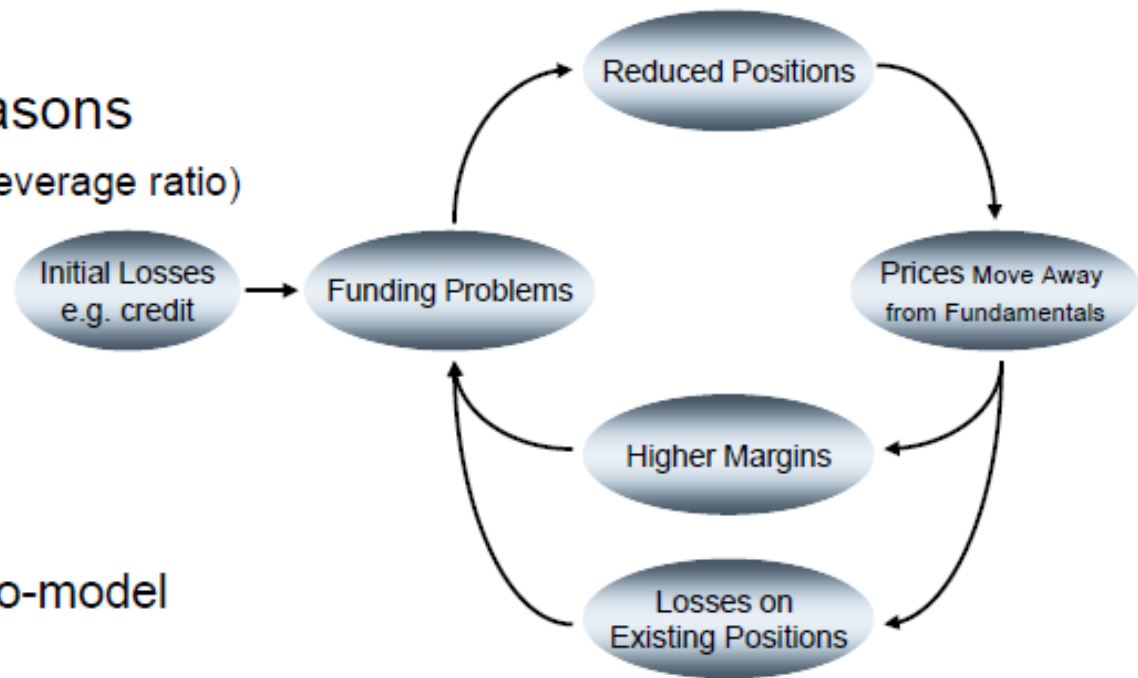 Reduced Positions
asons
everage ratio)
Initial Losses
e.g. credit
Funding Problems
Prices Move Away
from Fundamentals
Higher Margins
o-model
Losses on
Existing Positions